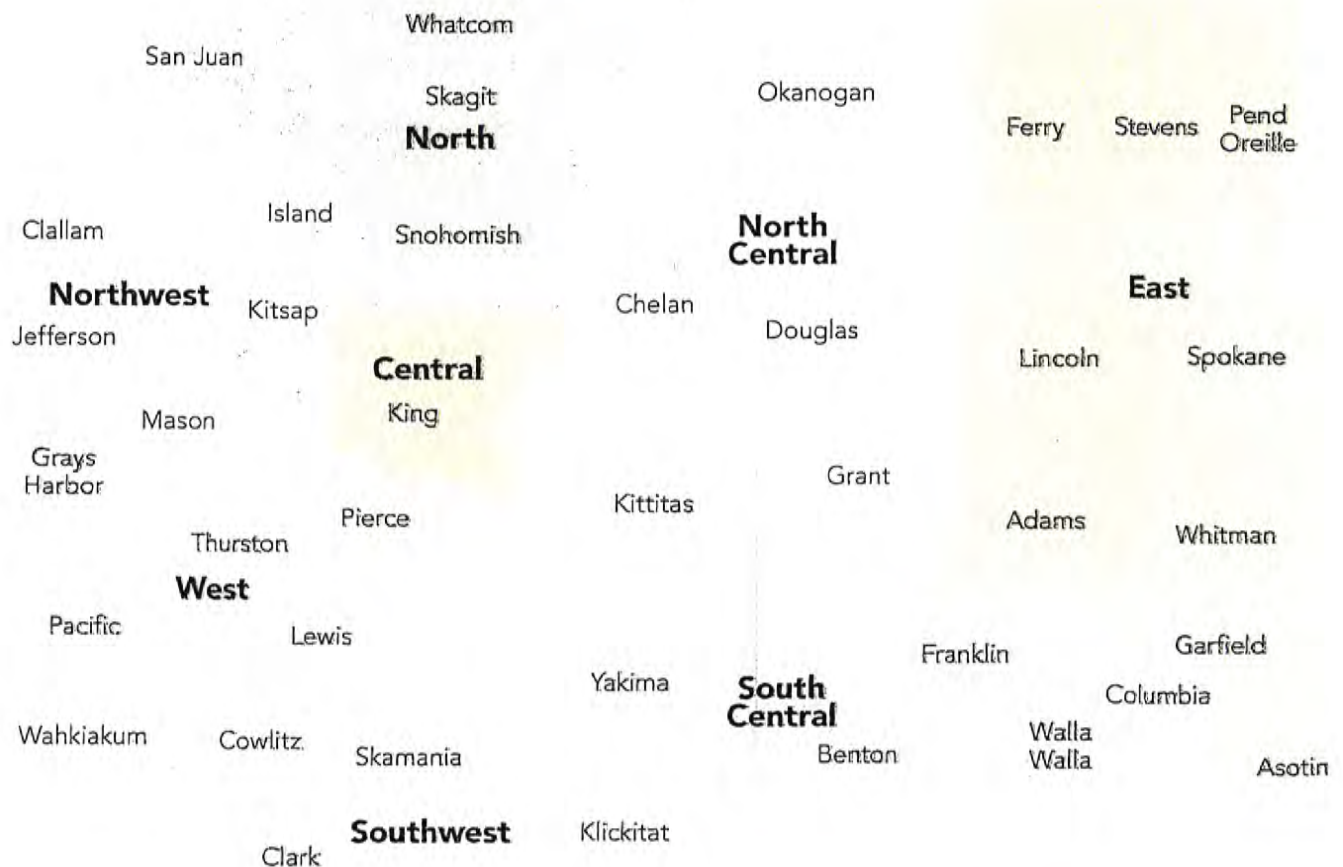 Whatcom
San Juan
Skagit
North
Okanogan
Ferry
Stevens
Pend
Oreille
Clallam
Island
Snohomish
North
Central
Northwest
Jefferson
Kitsap
Chelan
Douglas
East
Lincoln
Spokane
Central
King
Mason
Grays
Harbor
Pierce
Thurston
Kittitas
Grant
Adams
Whitman
West
Pacific
Lewis
Yakima
South
Central
Franklin
Garfield
Columbia
Wahkiakum
Cowlitz
Skamania
Benton
Walla
Walla
Asotin
Southwest
Klickitat
Clark